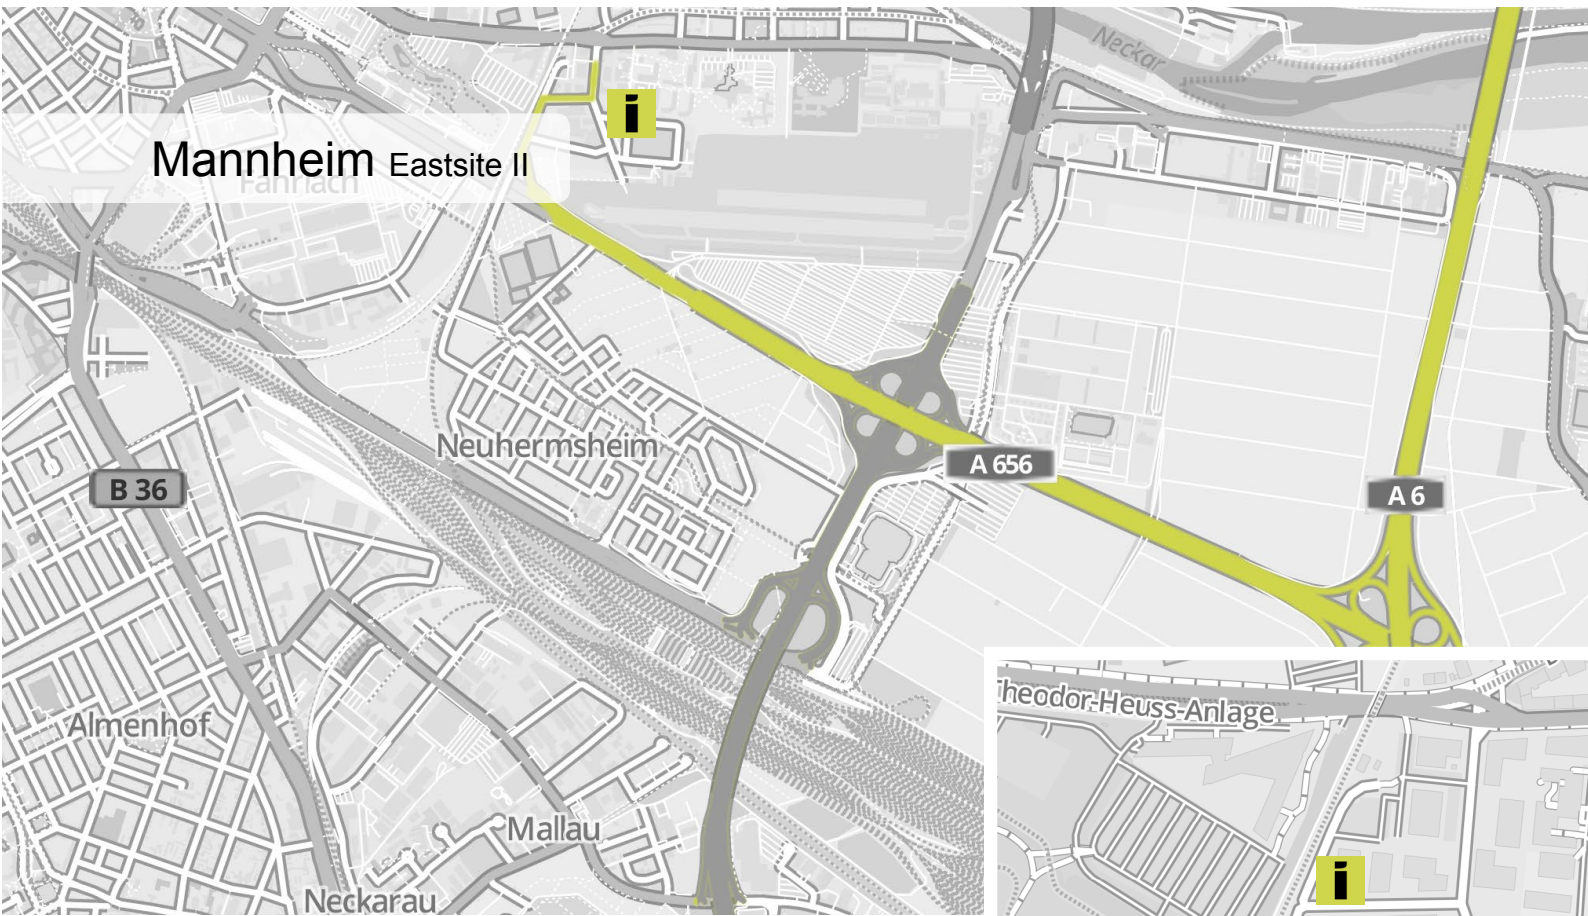 Neckar
i
Mannheim Eastsite II
Fahrlach
Neuhermsheim
A 656
B 36
A 6
Theodor-Heuss-Anlage
Almenhof
Mallau
i
Neckarau